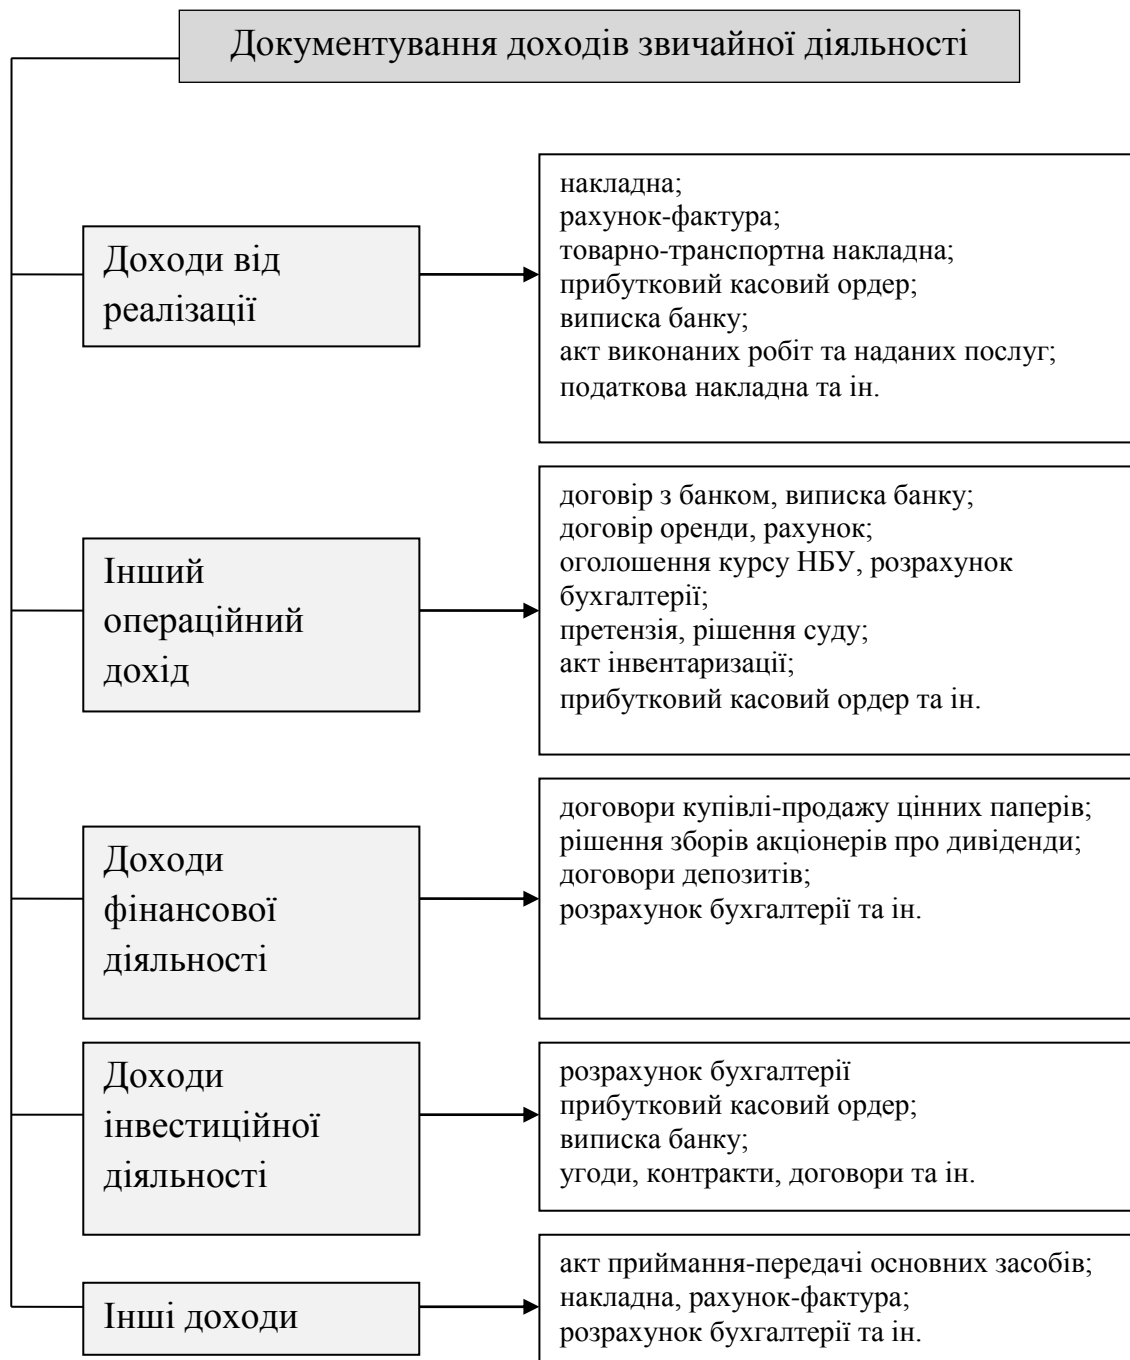 Документування доходів звичайної діяльності
Доходи від
реалізації
накладна;
рахунок-фактура;
товарно-транспортна накладна;
прибутковий касовий ордер;
виписка банку;
акт виконаних робіт та наданих послуг;
податкова накладна та ін.
Інший
операційний
дохід
договір з банком, виписка банку;
договір оренди, рахунок;
оголошення курсу НБУ, розрахунок
бухгалтерії;
претензія, рішення суду;
акт інвентаризації;
прибутковий касовий ордер та ін.
Доходи
фінансової
діяльності
договори купівлі-продажу цінних паперів;
рішення зборів акціонерів про дивіденди;
договори депозитів;
розрахунок бухгалтерії та ін.
Доходи
інвестиційної
діяльності
розрахунок бухгалтерії
прибутковий касовий ордер;
виписка банку;
угоди, контракти, договори та ін.
Інші доходи
акт приймання-передачі основних засобів;
накладна, рахунок-фактура;
розрахунок бухгалтерії та ін.